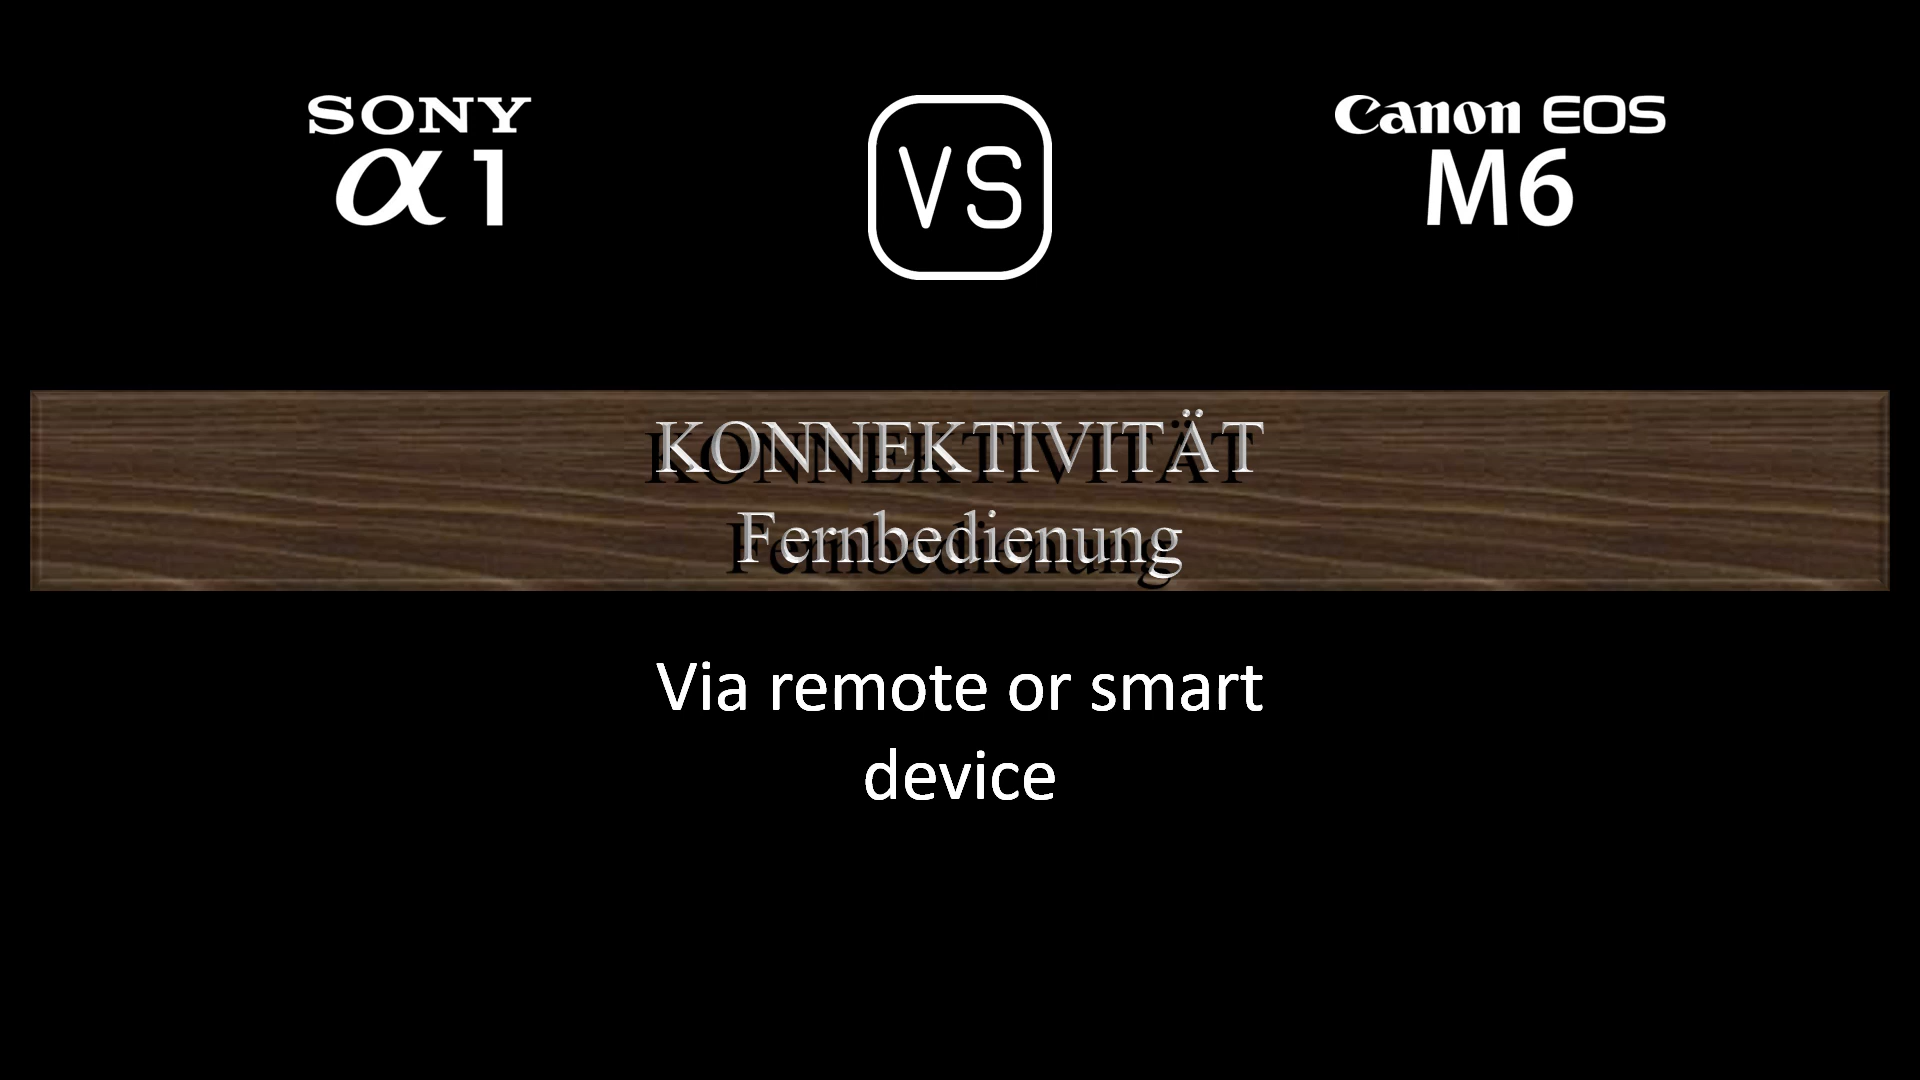 SONY
α1
VS
Canon EOS
M6
KONNEKTIVITÄT
Fernbedienung
Via remote or smart
device